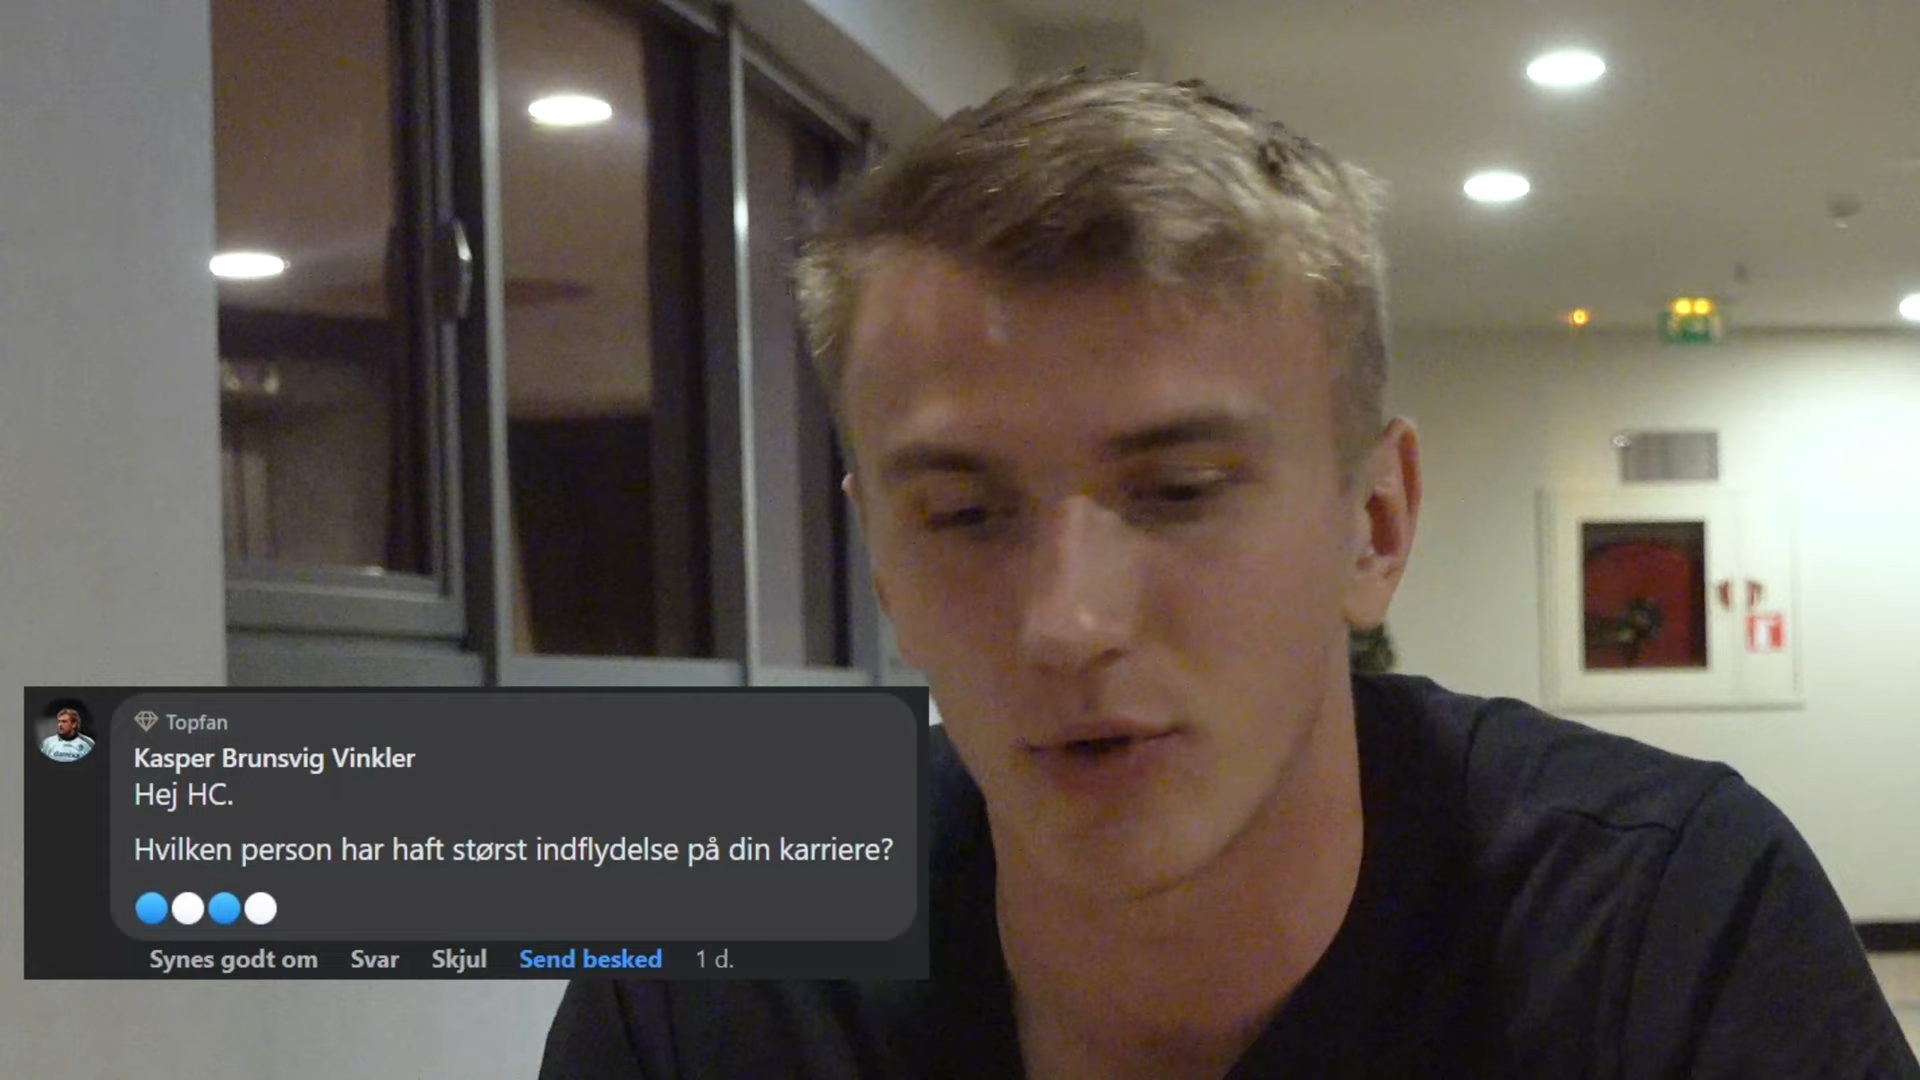 Topfan
Kasper Brunsvig Vinkler
Hej HC.
Hvilken person har haft størst indflydelse på din karriere?
Synes godt om Svar Skjul Send besked 1 d.